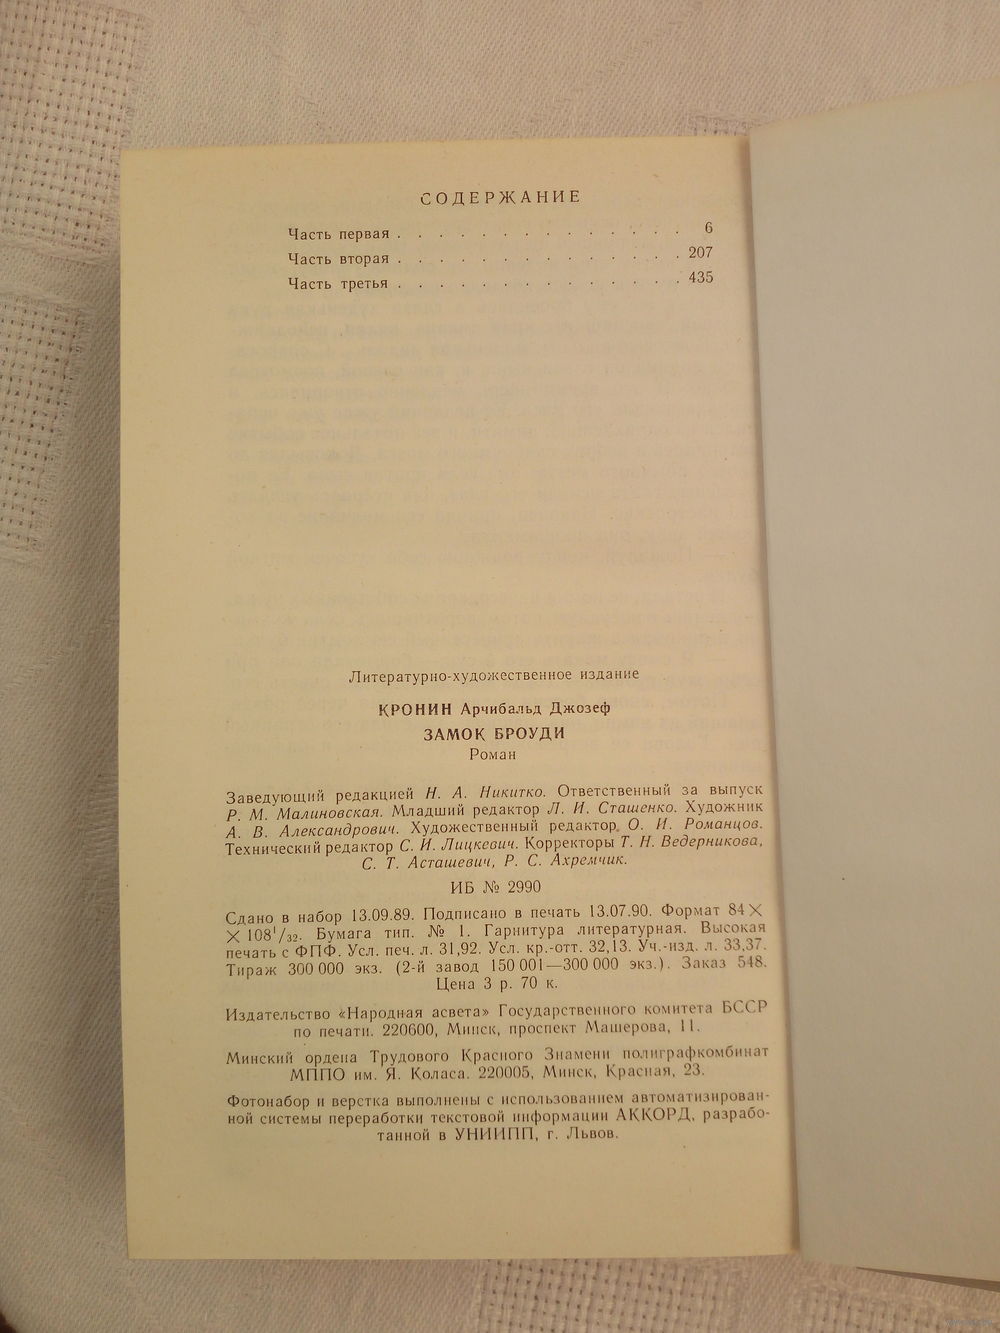 СОДЕРЖАНИЕ
Часть первая . . . . . . . . . . . . . . 6
Часть вторая . . . . . . . . . . . . . . 207
Часть третья . . . . . . . . . . . . . . 435
Литературно-художественное издание
КРОНИН Арчибальд Джозеф
ЗАМОК БРОУДИ
Роман
Заведующий редакцией Н. А. Никитко. Ответственный за выпуск
Р. М. Малиновская. Младший редактор Л. И. Сташенко. Художник
А. В. Александрович. Художественный редактор О. И. Романцов.
Технический редактор С. И. Лицкевич. Корректоры Т. Н. Ведерникова,
С. Т. Асташевич, Р. С. Ахремчик.
ИБ № 2990
Сдано в набор 13.09.89. Подписано в печать 13.07.90. Формат 84×
×108¹/₃₂. Бумага тип. № 1. Гарнитура литературная. Высокая
печать с ФПФ. Усл. печ. л. 31,92. Усл. кр.-отт. 32,13. Уч.-изд. л. 33,37.
Тираж 300 000 экз. (2-й завод 150 001—300 000 экз.). Заказ 548.
Цена 3 р. 70 к.
Издательство «Народная асвета» Государственного комитета БССР
по печати. 220600, Минск, проспект Машерова, 11.
Минский ордена Трудового Красного Знамени полиграфкомбинат
МППО им. Я. Коласа. 220005, Минск, Красная, 23.
Фотонабор и верстка выполнены с использованием автоматизирован-
ной системы переработки текстовой информации АККОРД, разрабо-
танной в УНИИПП, г. Львов.